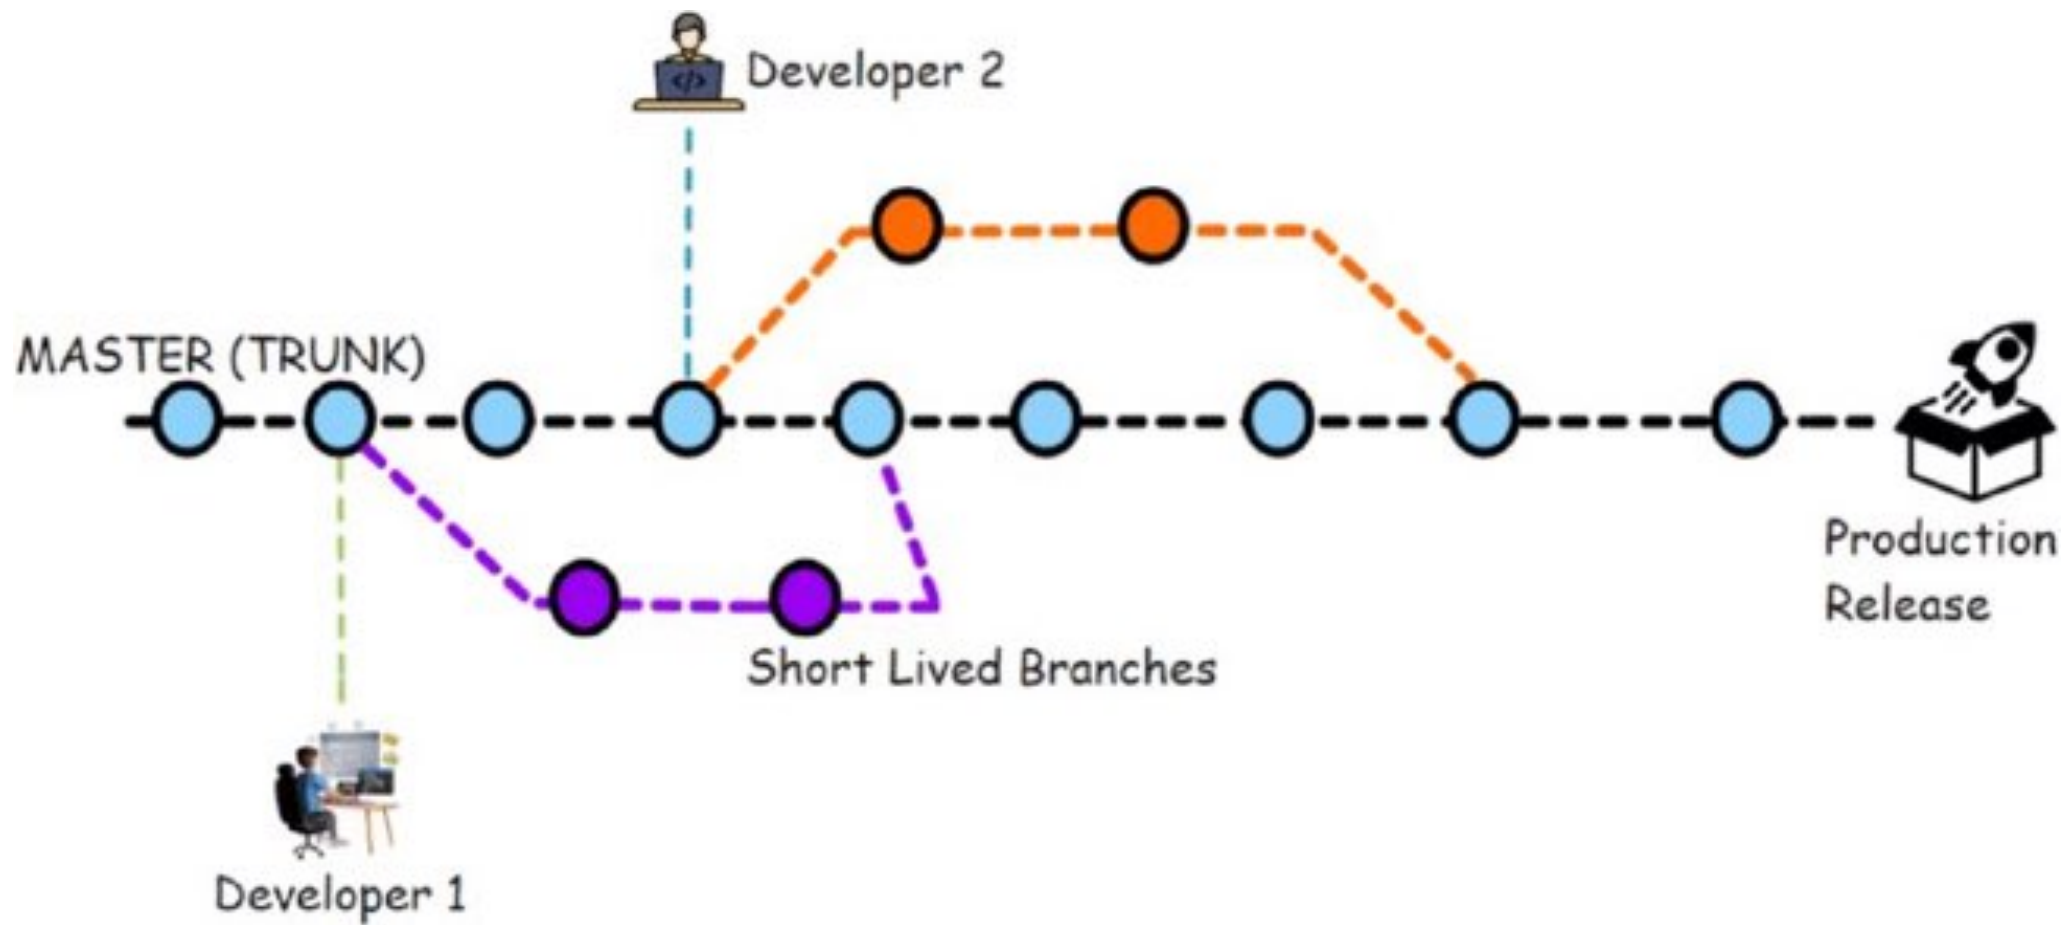 Developer 2
MASTER (TRUNK)
Production
Release
Short Lived Branches
Developer 1